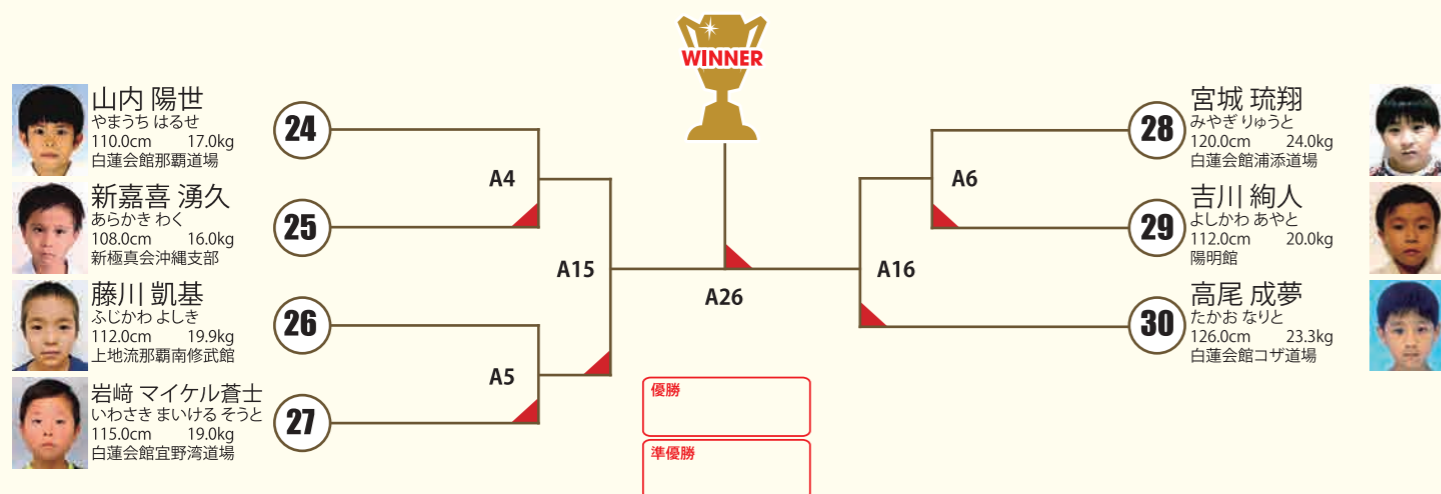 WINNER
山内 陽世
やまうち はるせ
110.0cm 17.0kg
白蓮会館那覇道場
24
新嘉喜 湧久
あらかき わく
108.0cm 16.0kg
新極真会沖縄支部
25
藤川 凱基
ふじかわ よしき
112.0cm 19.9kg
上地流那覇南修武館
26
岩﨑 マイケル蒼士
いわさき まいける そうと
115.0cm 19.0kg
白蓮会館宜野湾道場
27
A4
A5
A15
A26
A16
A6
28
宮城 琉翔
みやぎ りゅうと
120.0cm 24.0kg
白蓮会館浦添道場
29
吉川 絢人
よしかわ あやと
112.0cm 20.0kg
陽明館
30
高尾 成夢
たかお なりと
126.0cm 23.3kg
白蓮会館コザ道場
優勝
準優勝